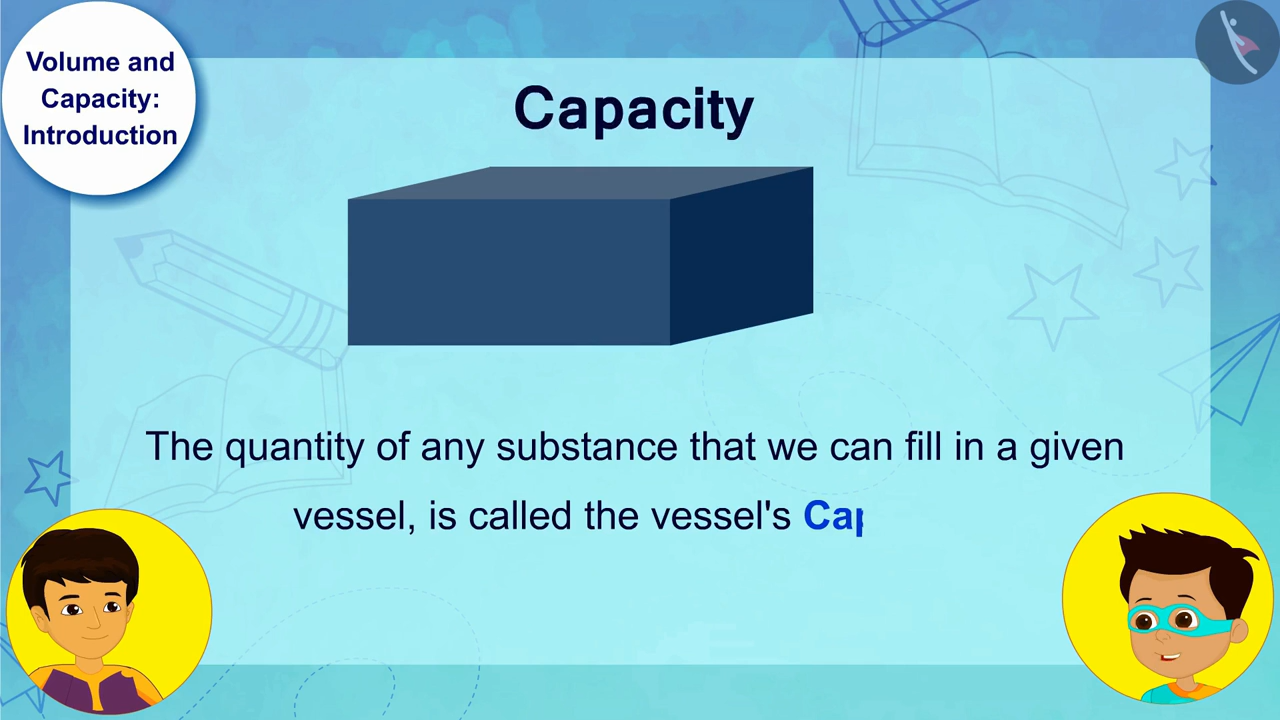 Volume and
Capacity:
Introduction
Capacity
The quantity of any substance that we can fill in a given
vessel, is called the vessel's Cap